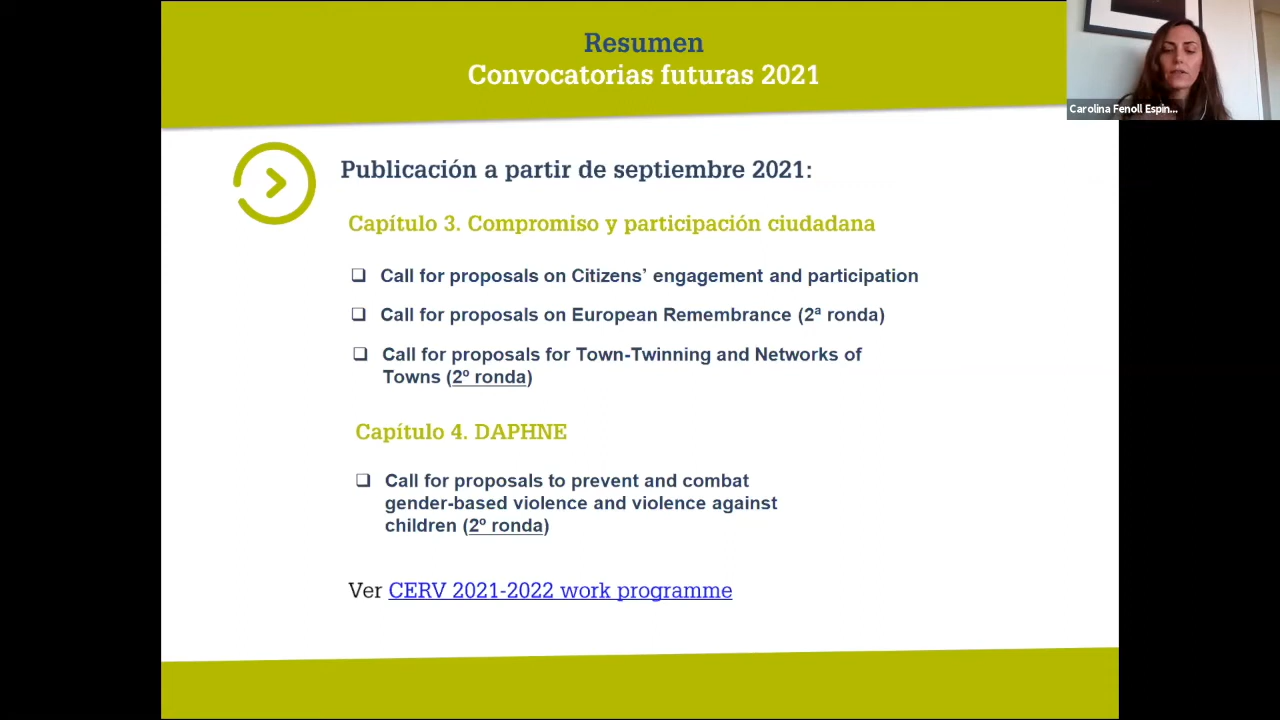 Resumen
Convocatorias futuras 2021
Carolina Fenoll Espin...
Publicación a partir de septiembre 2021:
Capítulo 3. Compromiso y participación ciudadana
❑ Call for proposals on Citizens’ engagement and participation
❑ Call for proposals on European Remembrance (2ª ronda)
❑ Call for proposals for Town-Twinning and Networks of
Towns (2º ronda)
Capítulo 4. DAPHNE
❑ Call for proposals to prevent and combat
gender-based violence and violence against
children (2º ronda)
Ver CERV 2021-2022 work programme